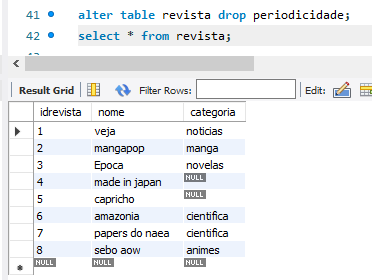 41 alter table revista drop periodicidade;
42 select * from revista;
Result Grid Filter Rows: Edit:
idrevista nome categoria
1 veja noticias
2 mangapop manga
3 Epoca novelas
4 made in japan NULL
5 capricho NULL
6 amazonia cientifica
7 papers do naea cientifica
8 sebo aow animes
NULL NULL NULL